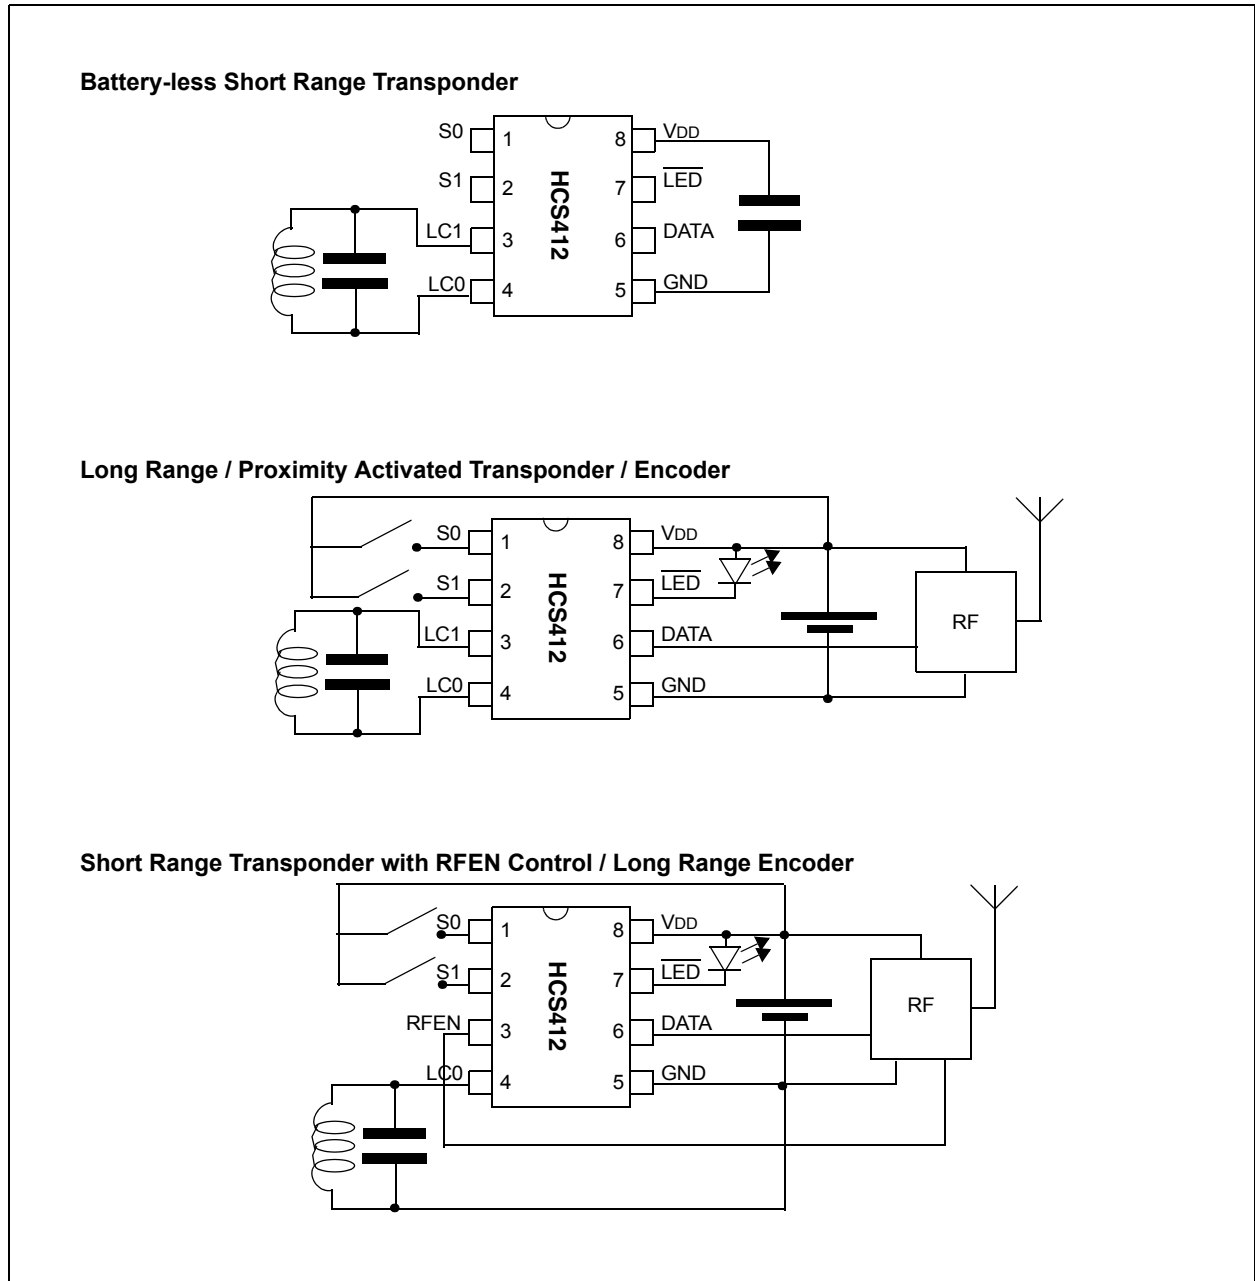 Battery-less Short Range Transponder
S0 1 8 VDD
S1 2 7 LED
LC1 3 6 DATA
LC0 4 5 GND
HCS412
Long Range / Proximity Activated Transponder / Encoder
S0 1 8 VDD
S1 2 7 LED
LC1 3 6 DATA
LC0 4 5 GND
HCS412
RF
Short Range Transponder with RFEN Control / Long Range Encoder
S0 1 8 VDD
S1 2 7 LED
RFEN 3 6 DATA
LC0 4 5 GND
HCS412
RF